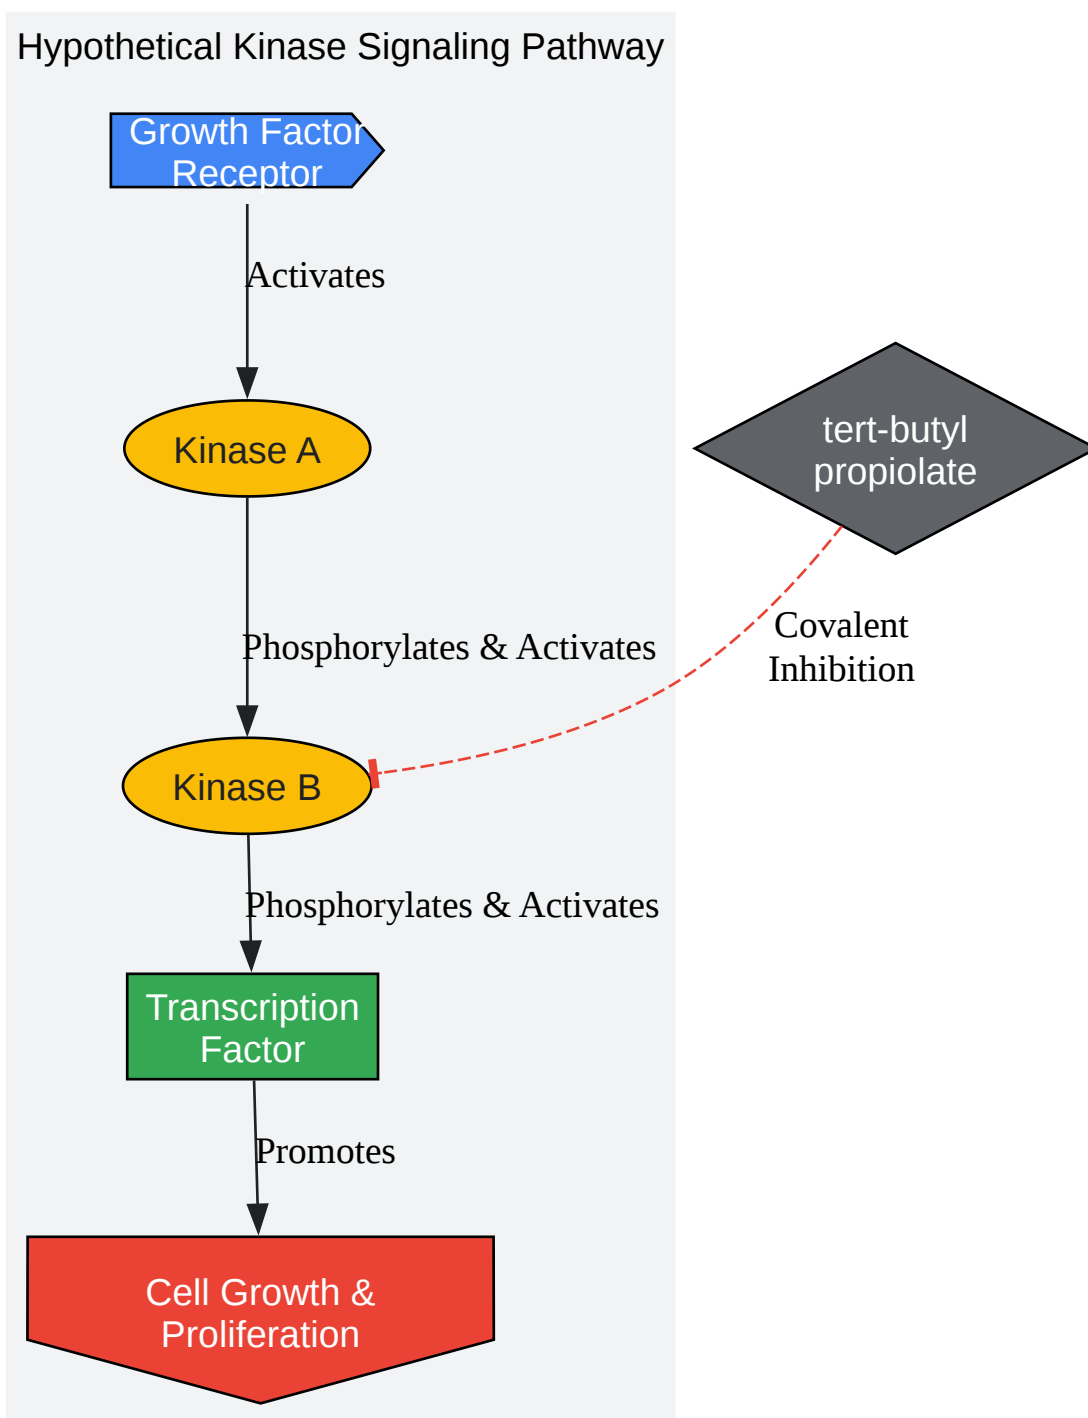 Hypothetical Kinase Signaling Pathway
Growth Factor
Receptor
Activates
Kinase A
tert-butyl
propiolate
Covalent
Inhibition
Phosphorylates & Activates
Kinase B
Phosphorylates & Activates
Transcription
Factor
Promotes
Cell Growth &
Proliferation